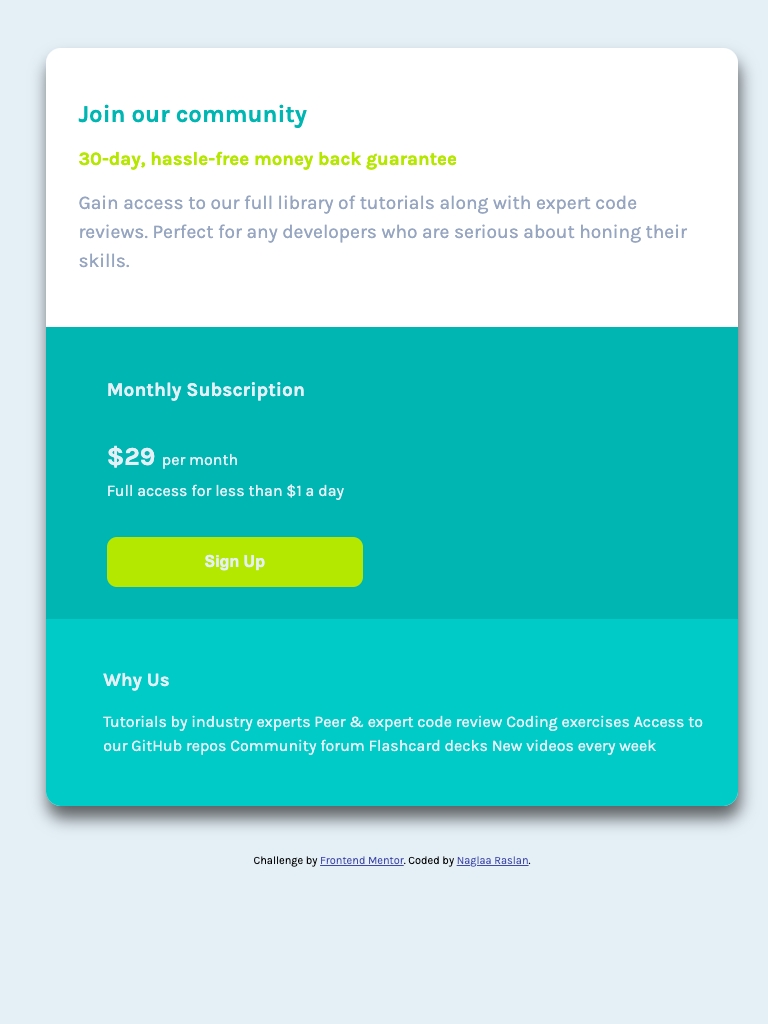 Join our community
30-day, hassle-free money back guarantee
Gain access to our full library of tutorials along with expert code
reviews. Perfect for any developers who are serious about honing their
skills.
Monthly Subscription
$29 per month
Full access for less than $1 a day
Sign Up
Why Us
Tutorials by industry experts Peer & expert code review Coding exercises Access to
our GitHub repos Community forum Flashcard decks New videos every week
Challenge by Frontend Mentor. Coded by Naglaa Raslan.